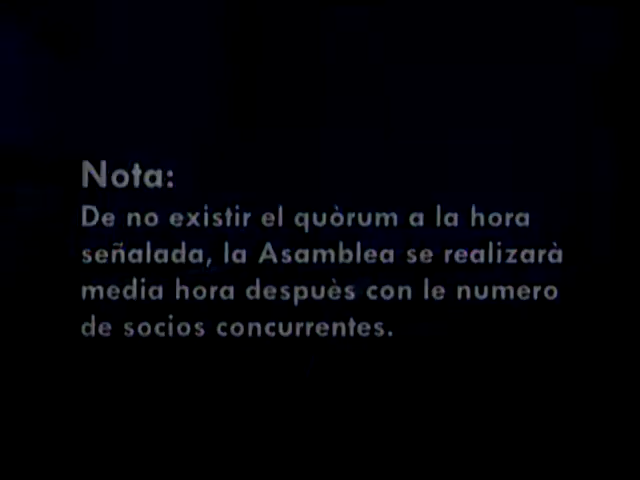 Nota:
De no existir el quòrum a la hora
señalada, la Asamblea se realizarà
media hora despuès con le numero
de socios concurrentes.